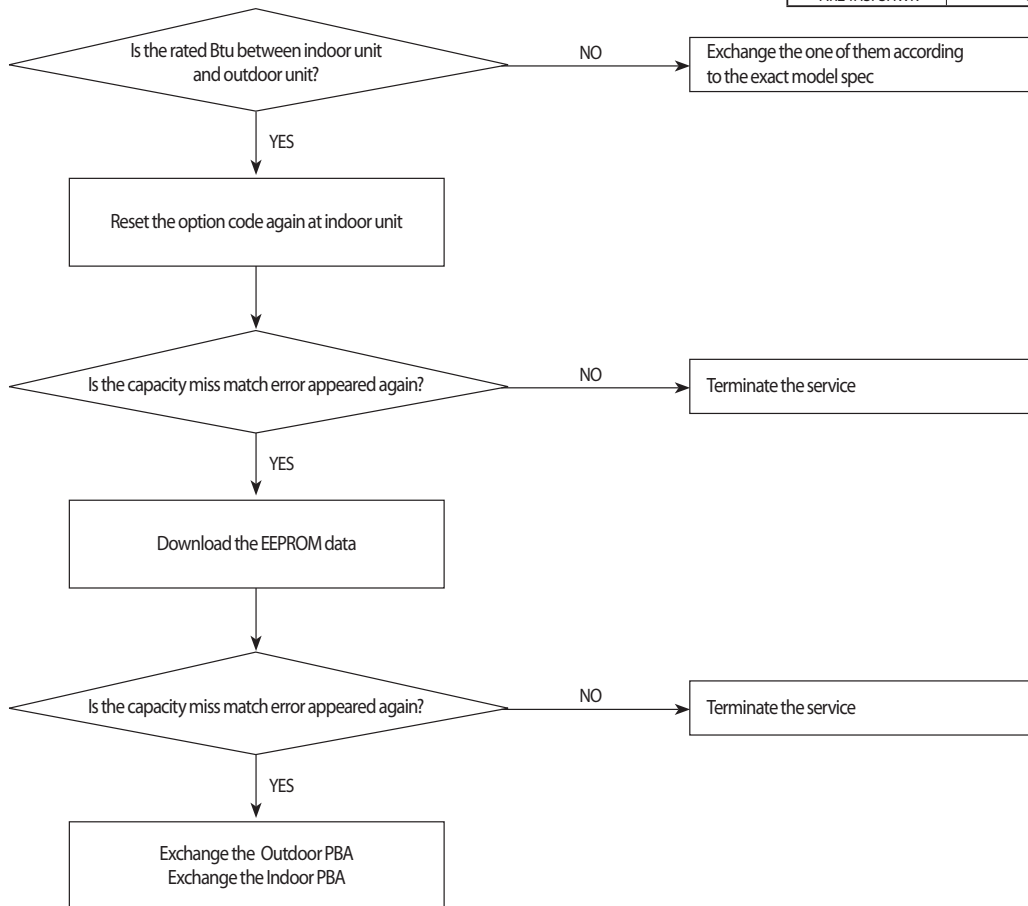 Is the rated Btu between indoor unit
and outdoor unit?
NO
Exchange the one of them according
to the exact model spec
YES
Reset the option code again at indoor unit
Is the capacity miss match error appeared again?
NO
Terminate the service
YES
Download the EEPROM data
Is the capacity miss match error appeared again?
NO
Terminate the service
YES
Exchange the Outdoor PBA
Exchange the Indoor PBA